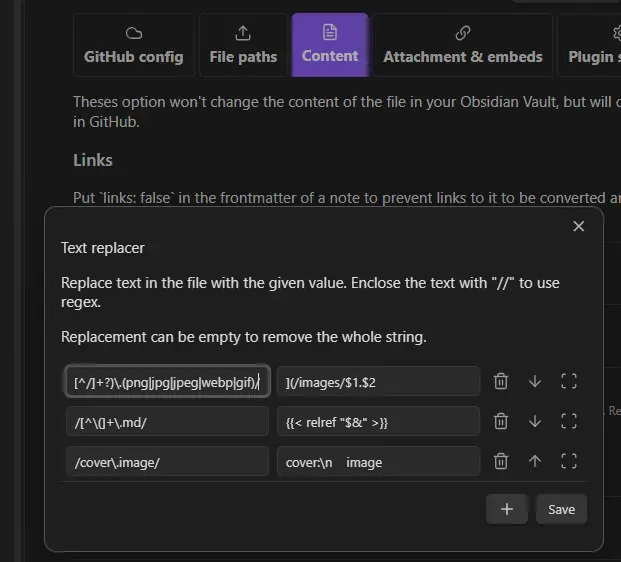 GitHub config
File paths
Content
Attachment & embeds
Plugin
Theses option won't change the content of the file in your Obsidian Vault, but will
in GitHub.
Links
Put `links: false` in the frontmatter of a note to prevent links to it to be converted
Text replacer
Replace text in the file with the given value. Enclose the text with "//" to use
regex.
Replacement can be empty to remove the whole string.
[^/]+?)\.(png|jpg|jpeg|webp|gif)/
](/images/$1.$2
/[^\(]+\.md/
{{< relref "$&" >}}
/cover\.image/
cover:\n    image
Save